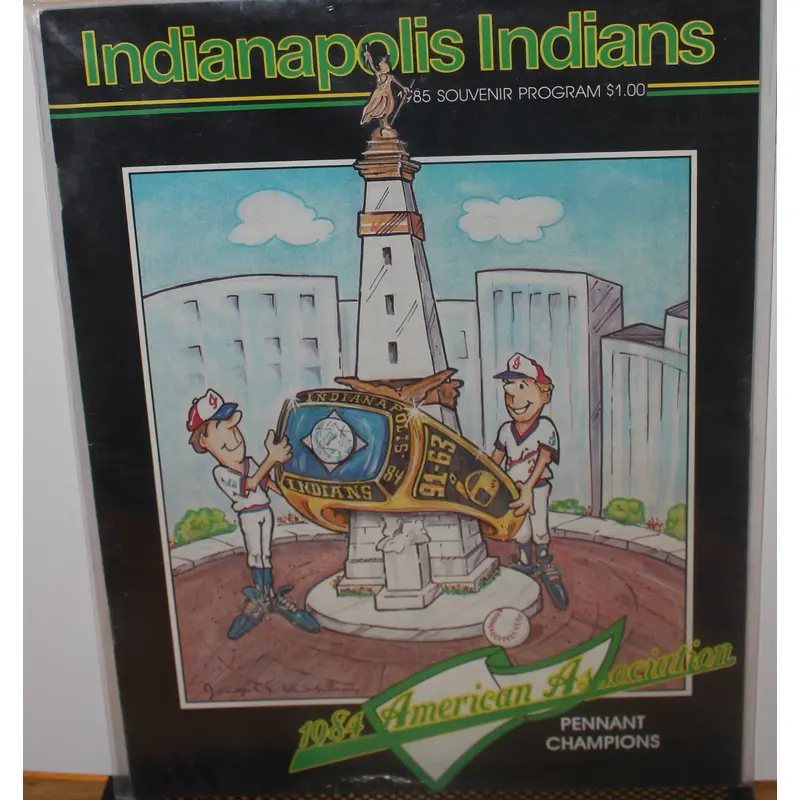 Indianapolis Indians
1985 SOUVENIR PROGRAM $1.00
INDIANAPOLIS
84
INDIANS
91-63
1984 American Association
PENNANT
CHAMPIONS